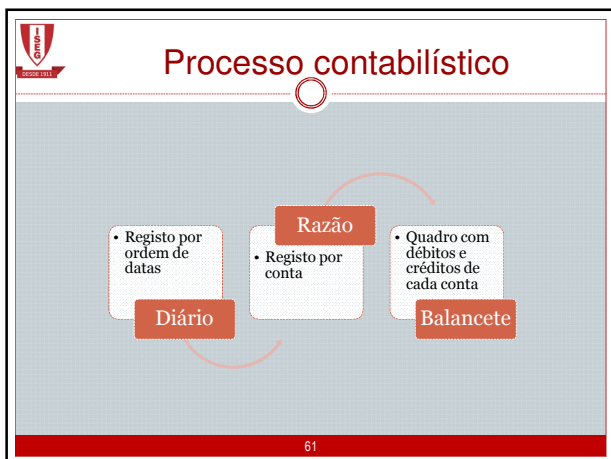 ISEG
DESDE 1911
Processo contabilístico
• Registo por
ordem de
datas
Diário
Razão
• Registo por
conta
• Quadro com
débitos e
créditos de
cada conta
Balancete
61